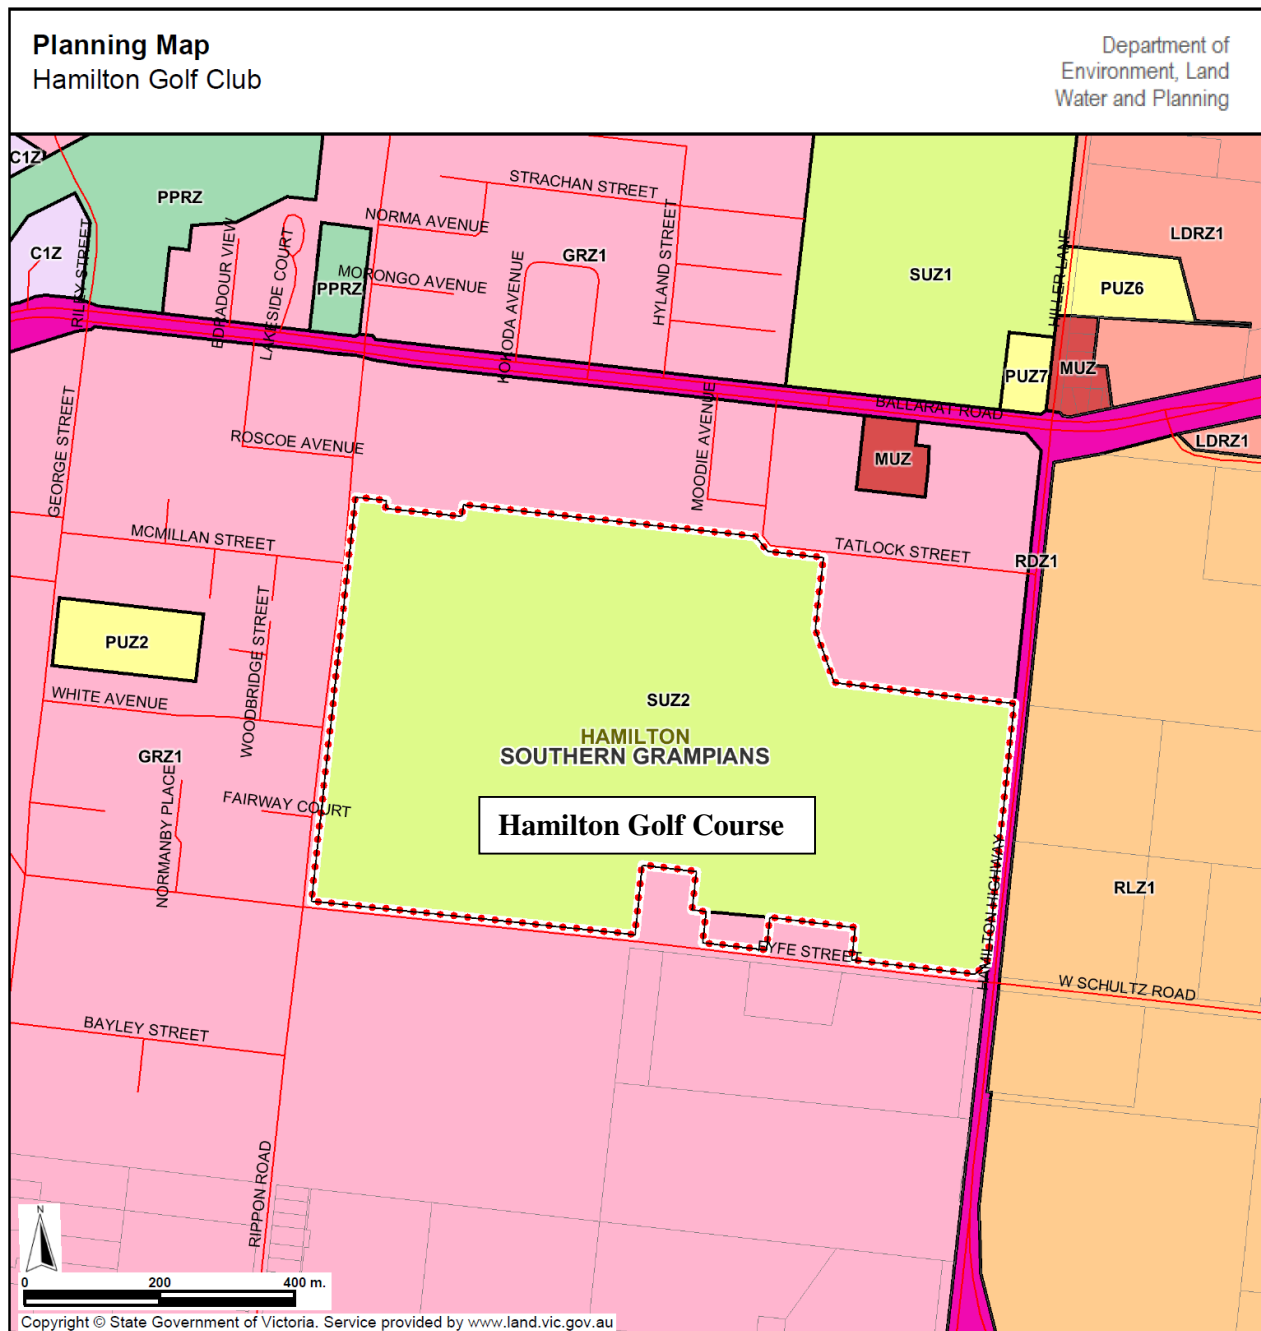 Planning Map
Hamilton Golf Club
Department of
Environment, Land
Water and Planning
C1Z
PPRZ
STRACHAN STREET
NORMA AVENUE
HYLAND STREET
GRZ1
C1Z
RILEY STREET
EDRADOUR VIEW
LAKESIDE COURT
PPRZ
MORONGO AVENUE
KOKODA AVENUE
SUZ1
HILLER LANE
LDRZ1
PUZ6
PUZ7
MUZ
BALLARAT ROAD
LDRZ1
GEORGE STREET
ROSCOE AVENUE
MOODIE AVENUE
MUZ
MCMILLAN STREET
TATLOCK STREET
RDZ1
PUZ2
WOODBRIDGE STREET
WHITE AVENUE
SUZ2
HAMILTON
SOUTHERN GRAMPIANS
GRZ1
NORMANBY PLACE
FAIRWAY COURT
Hamilton Golf Course
HAMILTON HIGHWAY
RLZ1
FYFE STREET
W SCHULTZ ROAD
BAYLEY STREET
RIPPON ROAD
N
0 200 400 m.
Copyright © State Government of Victoria. Service provided by www.land.vic.gov.au